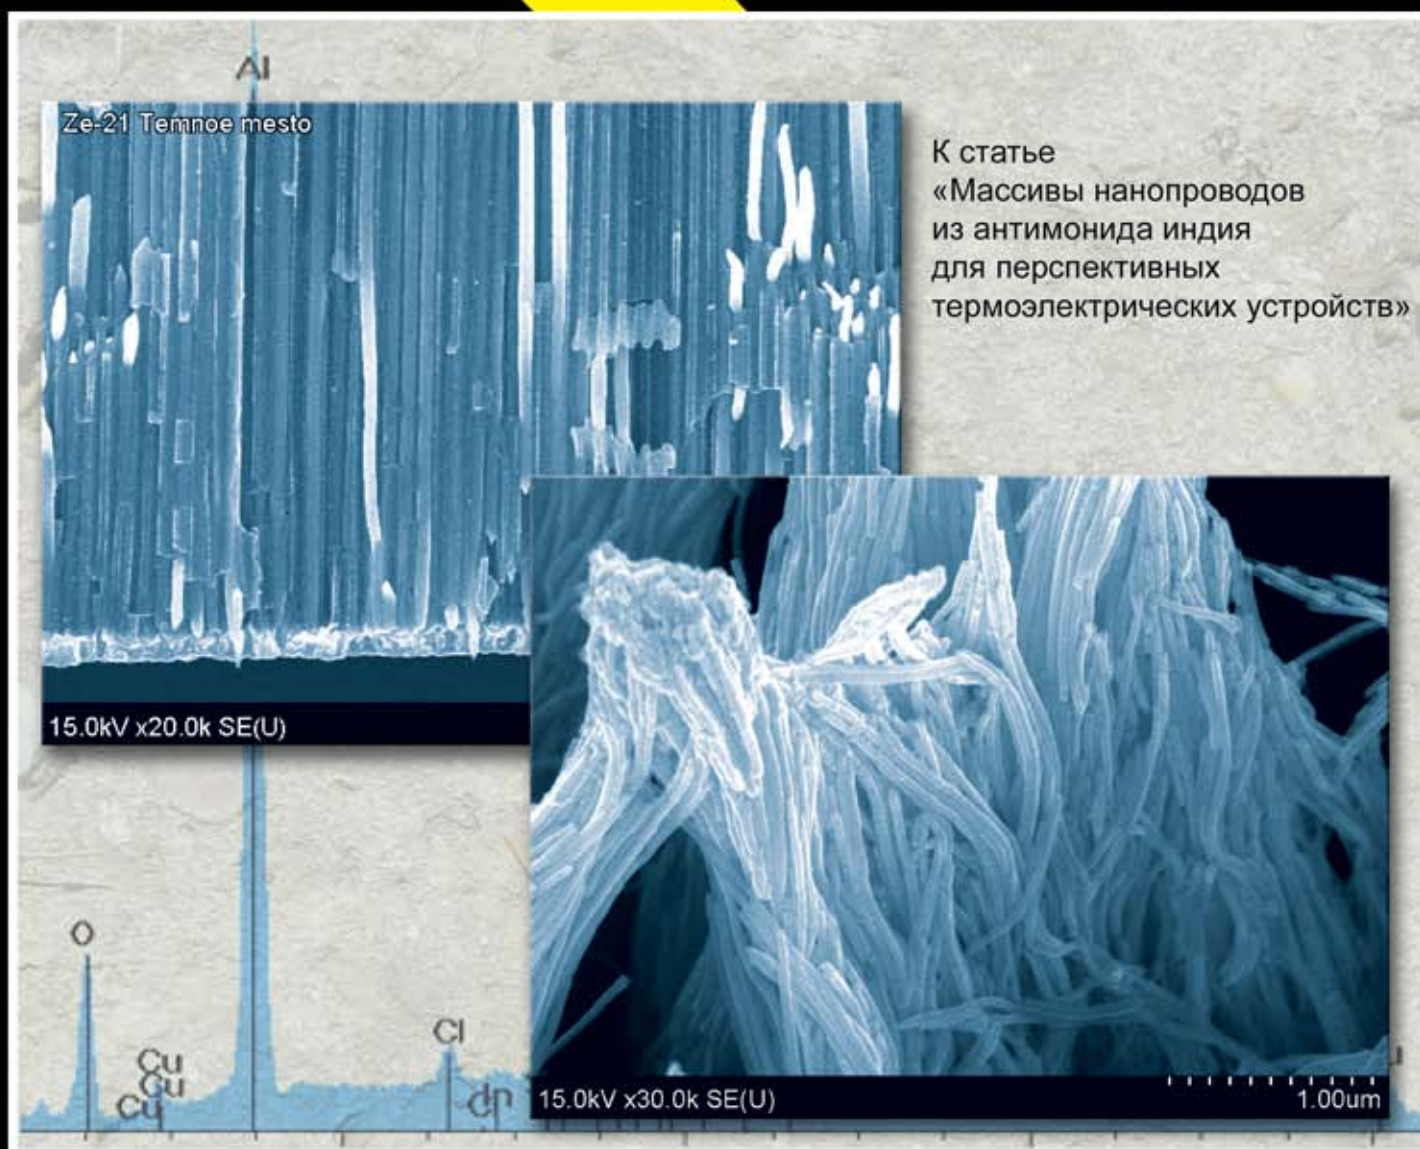 Al
Ze-21 Temnoe mesto
К статье
«Массивы нанопроводов
из антимонида индия
для перспективных
термоэлектрических устройств»
15.0kV x20.0k SE(U)
O
Cu
Cu
Cu
Cl
15.0kV x30.0k SE(U)
1.00um